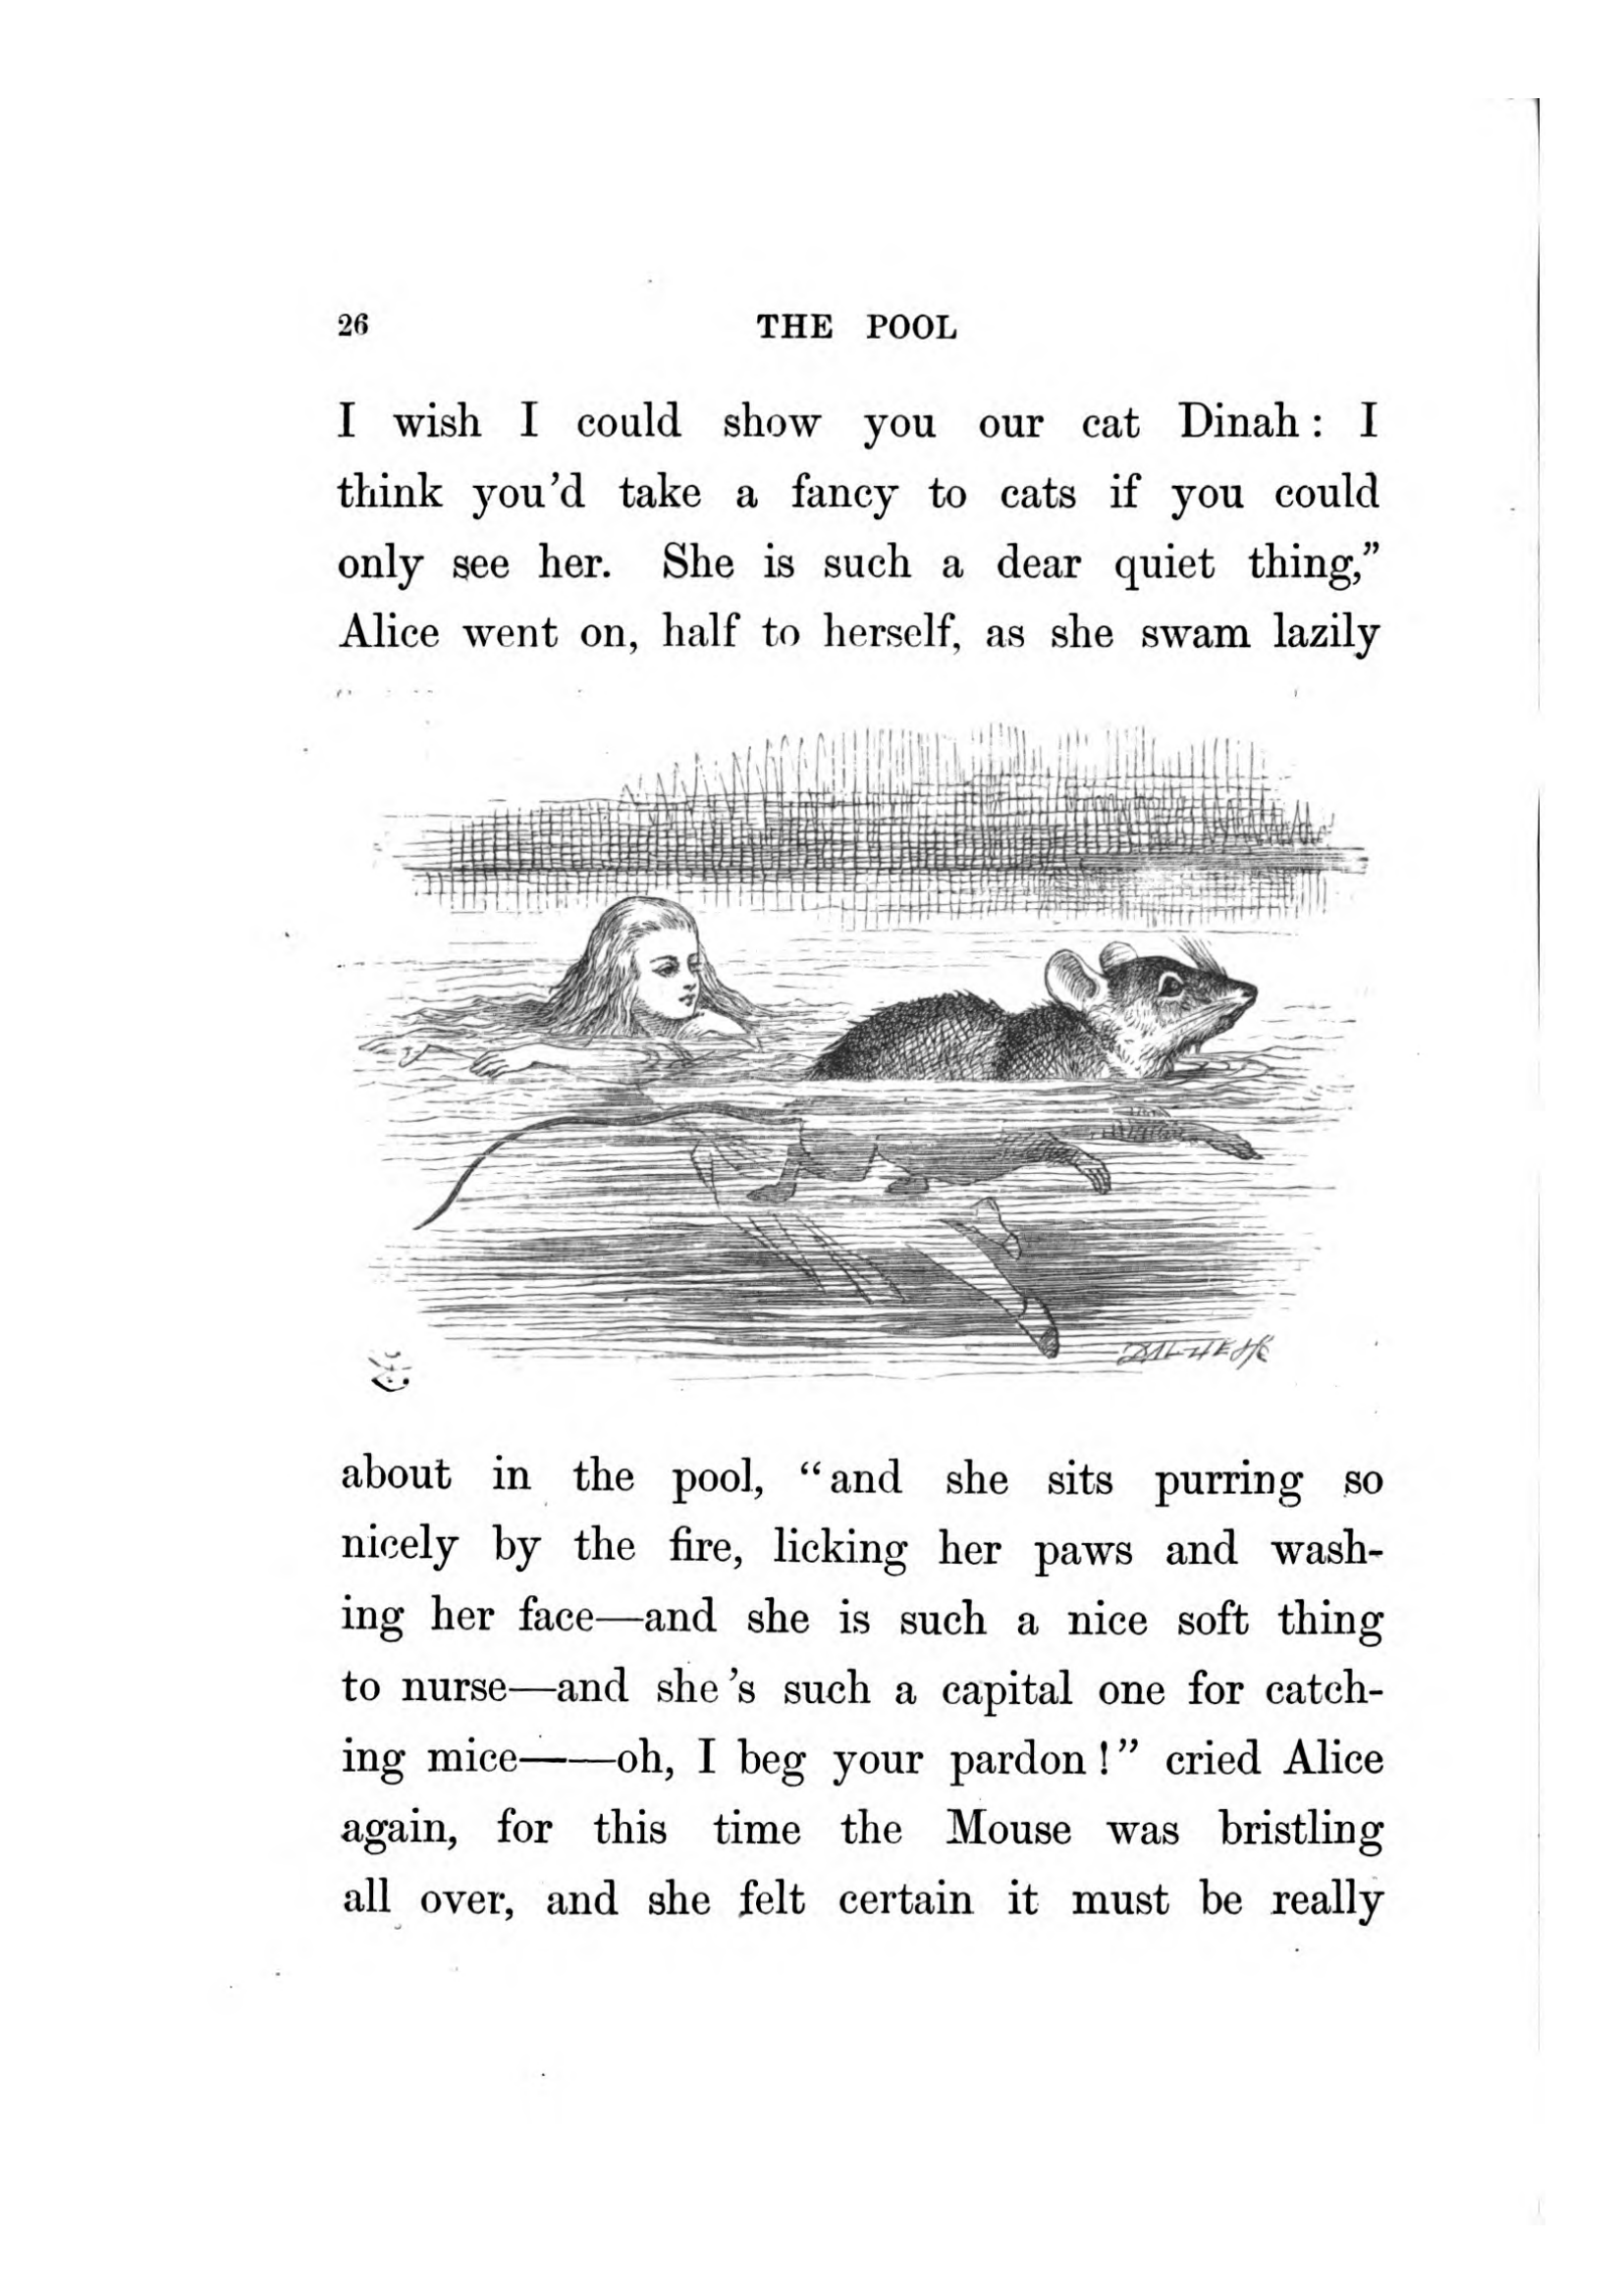 26 THE POOL
I wish I could show you our cat Dinah: I
think you'd take a fancy to cats if you could
only see her. She is such a dear quiet thing,”
Alice went on, half to herself, as she swam lazily
DALZIEL
about in the pool, “and she sits purring so
nicely by the fire, licking her paws and wash-
ing her face—and she is such a nice soft thing
to nurse—and she's such a capital one for catch-
ing mice——oh, I beg your pardon!” cried Alice
again, for this time the Mouse was bristling
all over, and she felt certain it must be really